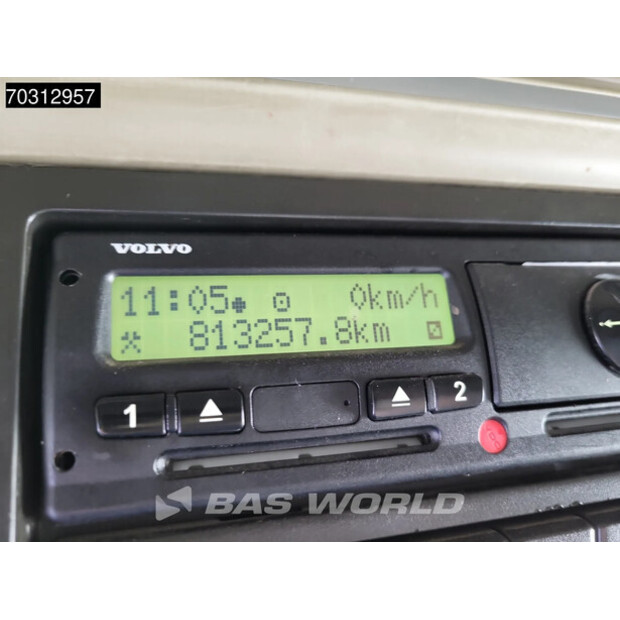 70312957
VOLVO
11:05 0km/h
813257.8km
1 2
BAS WORLD